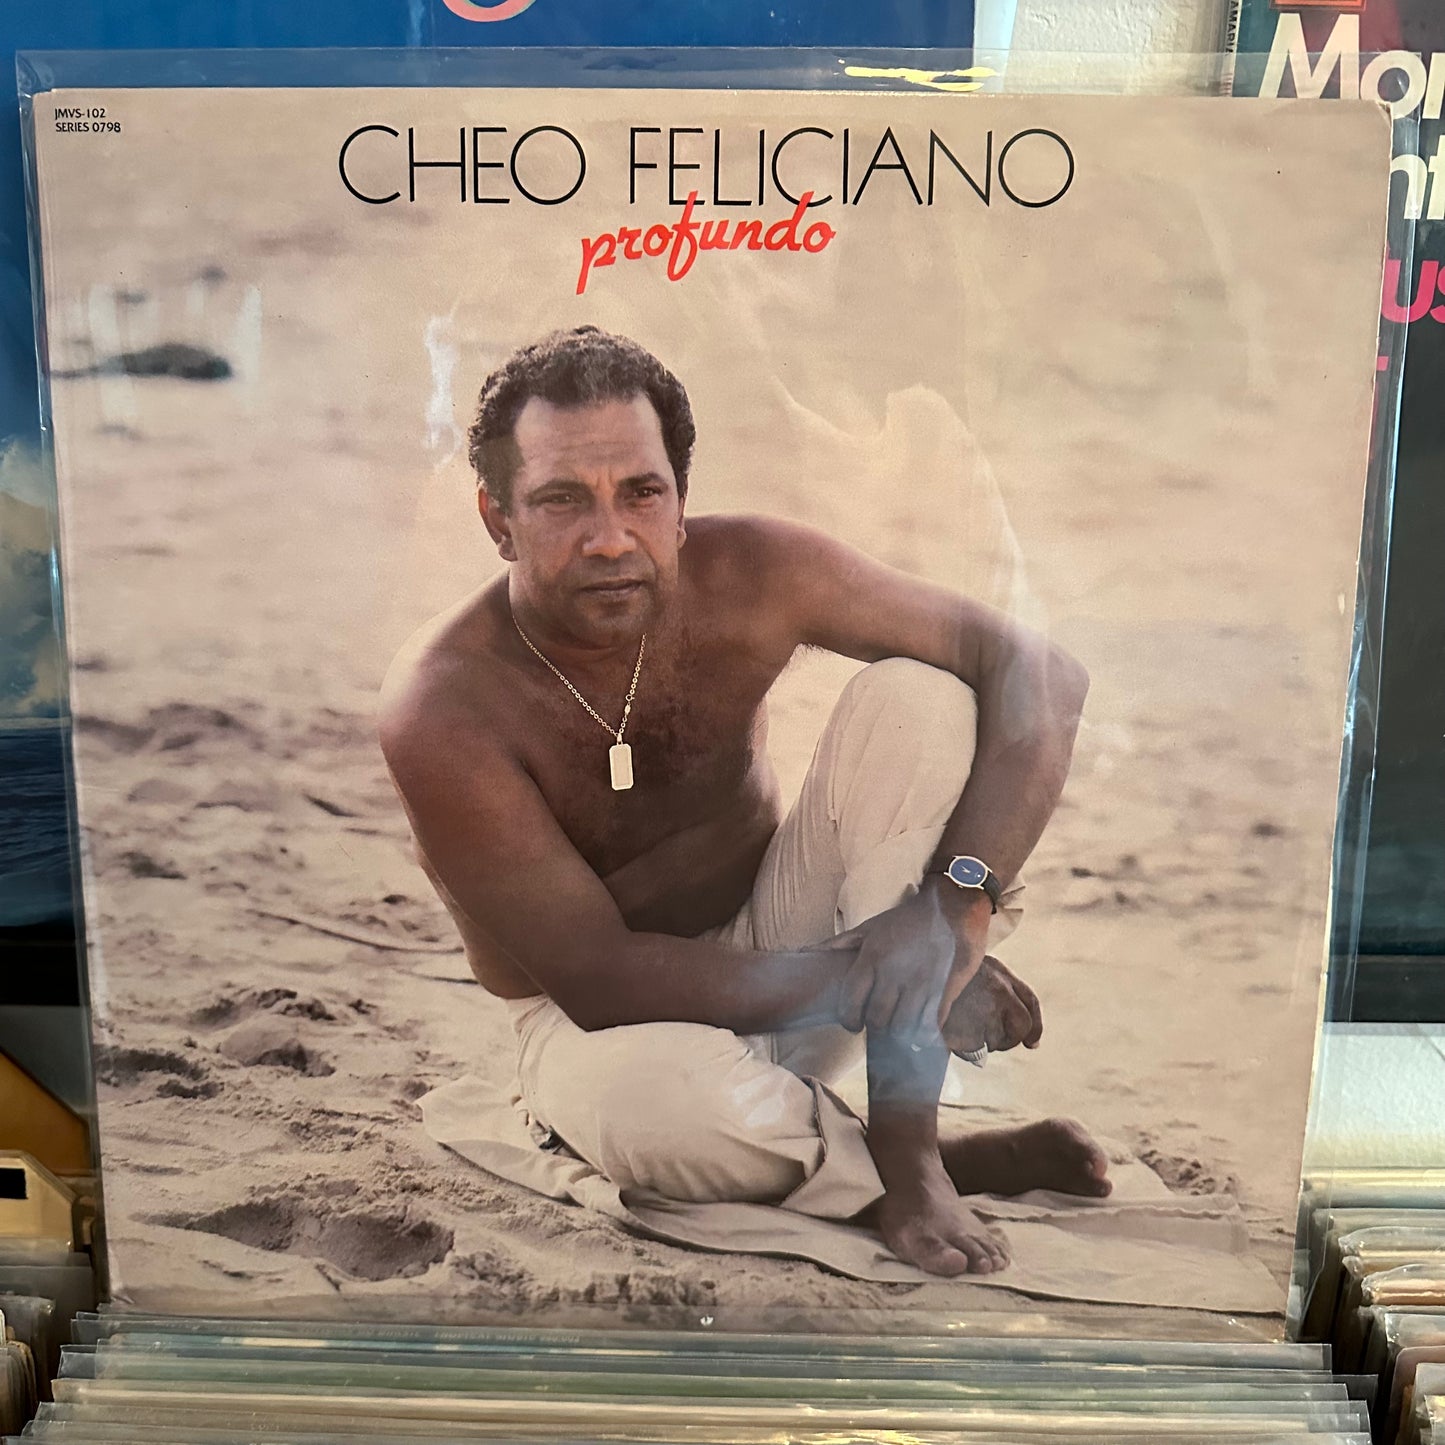 JMVS-102
SERIES 0798
CHEO FELICIANO
profundo